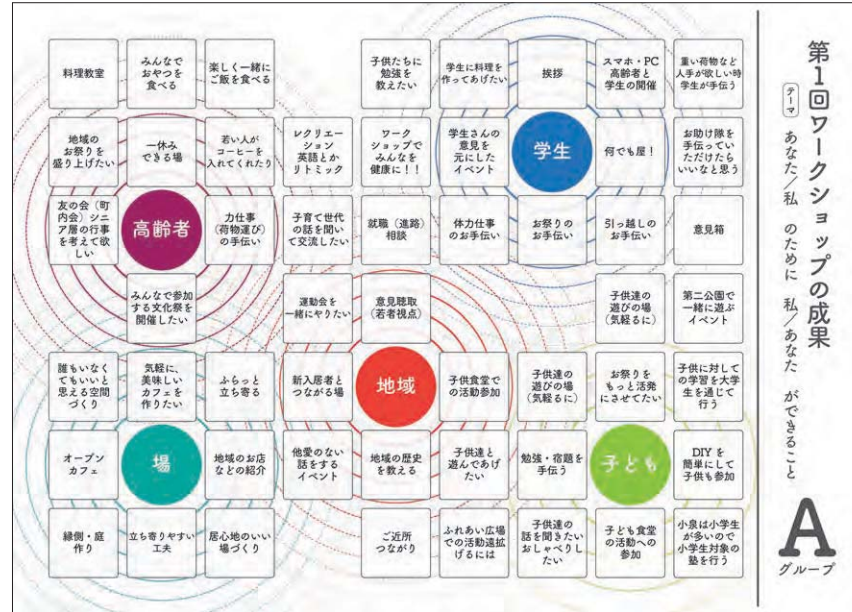 第1回ワークショップの成果
テーマ
あなた/私 のために 私/あなた ができること
A
グループ
料理教室
みんなで
おやつを
食べる
楽しく一緒に
ご飯を食べる
子供たちに
勉強を
教えたい
学生に料理を
作ってあげたい
挨拶
スマホ・PC
高齢者と
学生の開催
重い荷物など
人手が欲しい時
学生が手伝う
地域の
お祭りを
盛り上げたい
一休み
できる場
若い人が
コーヒーを
入れてくれたり
レクリエー
ション
英語とか
リトミック
ワーク
ショップで
みんなを
健康に!!
学生さんの
意見を
元にした
イベント
学生
何でも屋!
お助け隊を
手伝ってい
ただけたら
いいなと思う
友の会(町
内会)シニ
ア層の行事
を考えて欲
しい
高齢者
力仕事
(荷物運び)
の手伝い
子育て世代
の話を聞い
て交流したい
就職(進路)
相談
体力仕事
のお手伝い
お祭りの
お手伝い
引っ越しの
お手伝い
意見箱
みんなで参加
する文化祭を
開催したい
運動会を
一緒にやりたい
意見聴取
(若者視点)
子供達の
遊びの場
(気軽るに)
第二公園で
一緒に遊ぶ
イベント
誰もいなく
てもいいと
思える空間
づくり
気軽に、
美味しい
カフェを
作りたい
ふらっと
立ち寄る
新入居者と
つながる場
地域
子供食堂で
の活動参加
子供達の
遊びの場
(気軽るに)
お祭りを
もっと活発
にさせてたい
子供に対して
の学習を大学
生を通じて
行う
オープン
カフェ
場
地域のお店
などの紹介
他愛のない
話をする
イベント
地域の歴史
を教える
子供達と
遊んであげ
たい
勉強・宿題を
手伝う
子ども
DIYを
簡単にして
子供も参加
縁側・庭
作り
立ち寄りやすい
工夫
居心地のいい
場づくり
ご近所
つながり
ふれあい広場
での活動遠拡
げるには
子供達の
話を聞きたい
おしゃべりし
たい
子ども食堂
の活動への
参加
小泉は小学生
が多いので
小学生対象の
塾を行う